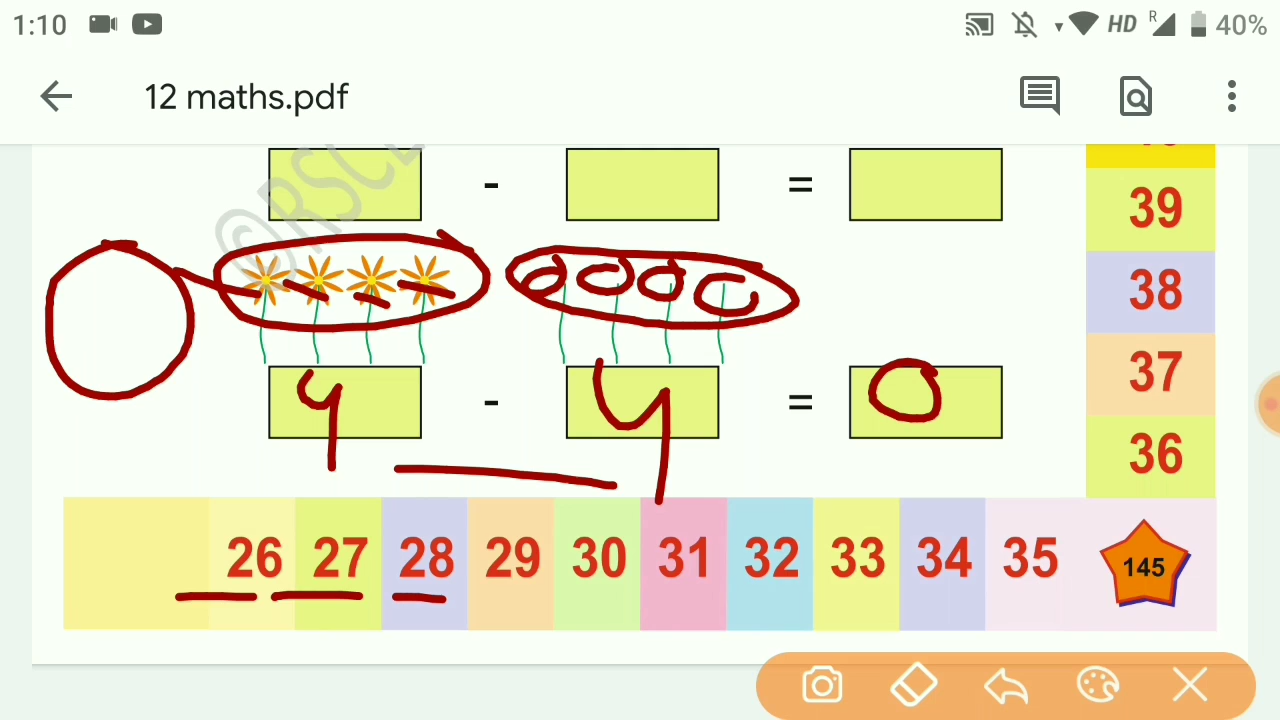 1:10 HD R 40%
12 maths.pdf
©RSCE
- =
39
38
37
36
4 - 4 = 0
26 27 28 29 30 31 32 33 34 35 145